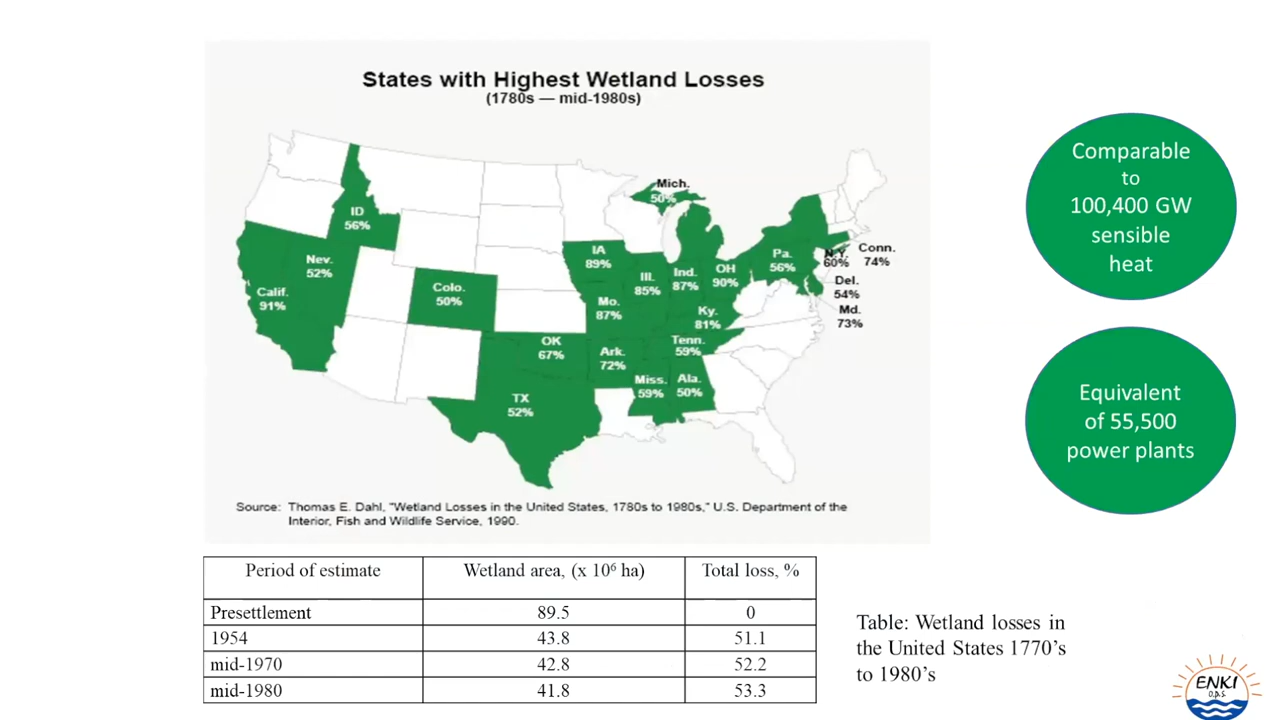 States with Highest Wetland Losses
(1780s — mid-1980s)
Mich.
50%
ID
56%
Nev.
52%
Calif.
91%
Colo.
50%
IA
89%
Ill.
85%
Ind.
87%
OH
90%
Pa.
56%
N.Y.
60%
Conn.
74%
Del.
54%
Md.
73%
Mo.
87%
Ky.
81%
OK
67%
Ark.
72%
Tenn.
59%
Miss.
59%
Ala.
50%
TX
52%
Source: Thomas E. Dahl, "Wetland Losses in the United States, 1780s to 1980s," U.S. Department of the
Interior, Fish and Wildlife Service, 1990.
Comparable
to
100,400 GW
sensible
heat
Equivalent
of 55,500
power plants
Period of estimate Wetland area, (x 10⁶ ha) Total loss, %
Presettlement 89.5 0
1954 43.8 51.1
mid-1970 42.8 52.2
mid-1980 41.8 53.3
Table: Wetland losses in
the United States 1770's
to 1980's
ENKI
o.p.s.